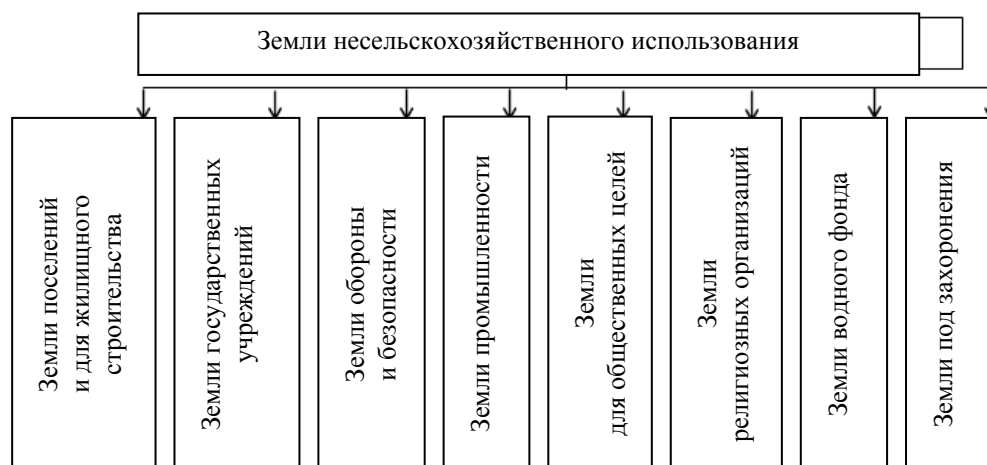 Земли несельскохозяйственного использования
Земли поселений
и для жилищного
строительства
Земли государственных
учреждений
Земли обороны
и безопасности
Земли промышленности
Земли
для общественных целей
Земли
религиозных организаций
Земли водного фонда
Земли под захоронения